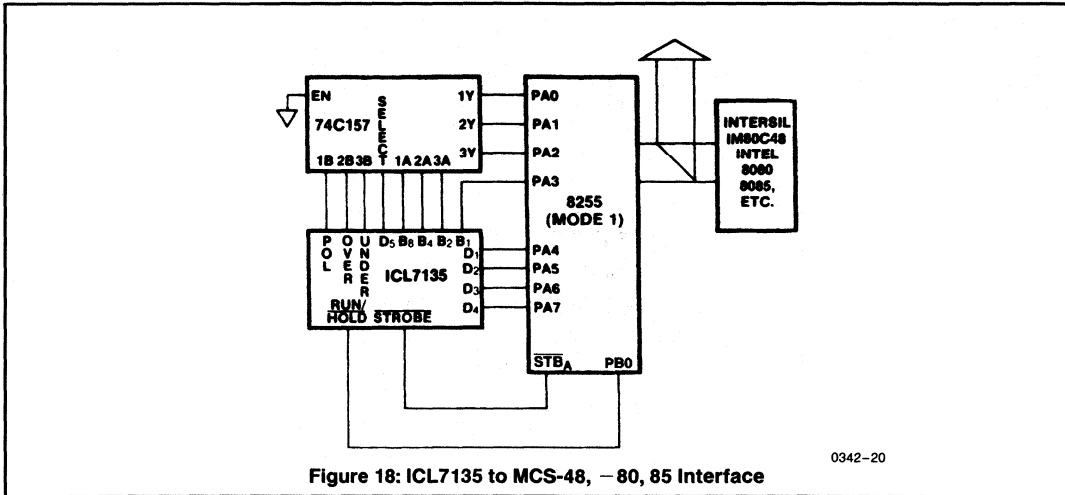 EN
74C157
SELECT
1Y
2Y
3Y
1B 2B 3B 1A 2A 3A
PA0
PA1
PA2
PA3
8255
(MODE 1)
PA4
PA5
PA6
PA7
STBA
PB0
INTERSIL
IM80C48
INTEL
8080
8085,
ETC.
POL
OVER
UNDER
D5 B8 B4 B2 B1
D1
D2
D3
D4
ICL7135
RUN/
HOLD STROBE
0342-20
Figure 18: ICL7135 to MCS-48, -80, 85 Interface